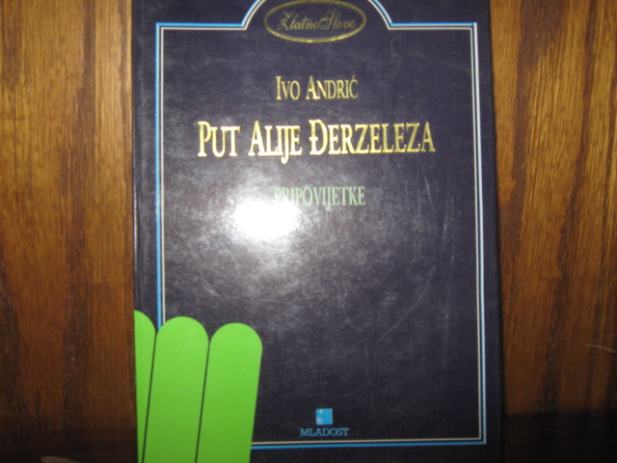 Zlatno Slovo
IVO ANDRIĆ
PUT ALIJE ĐERZELEZA
PRIPOVIJETKE
MLADOST